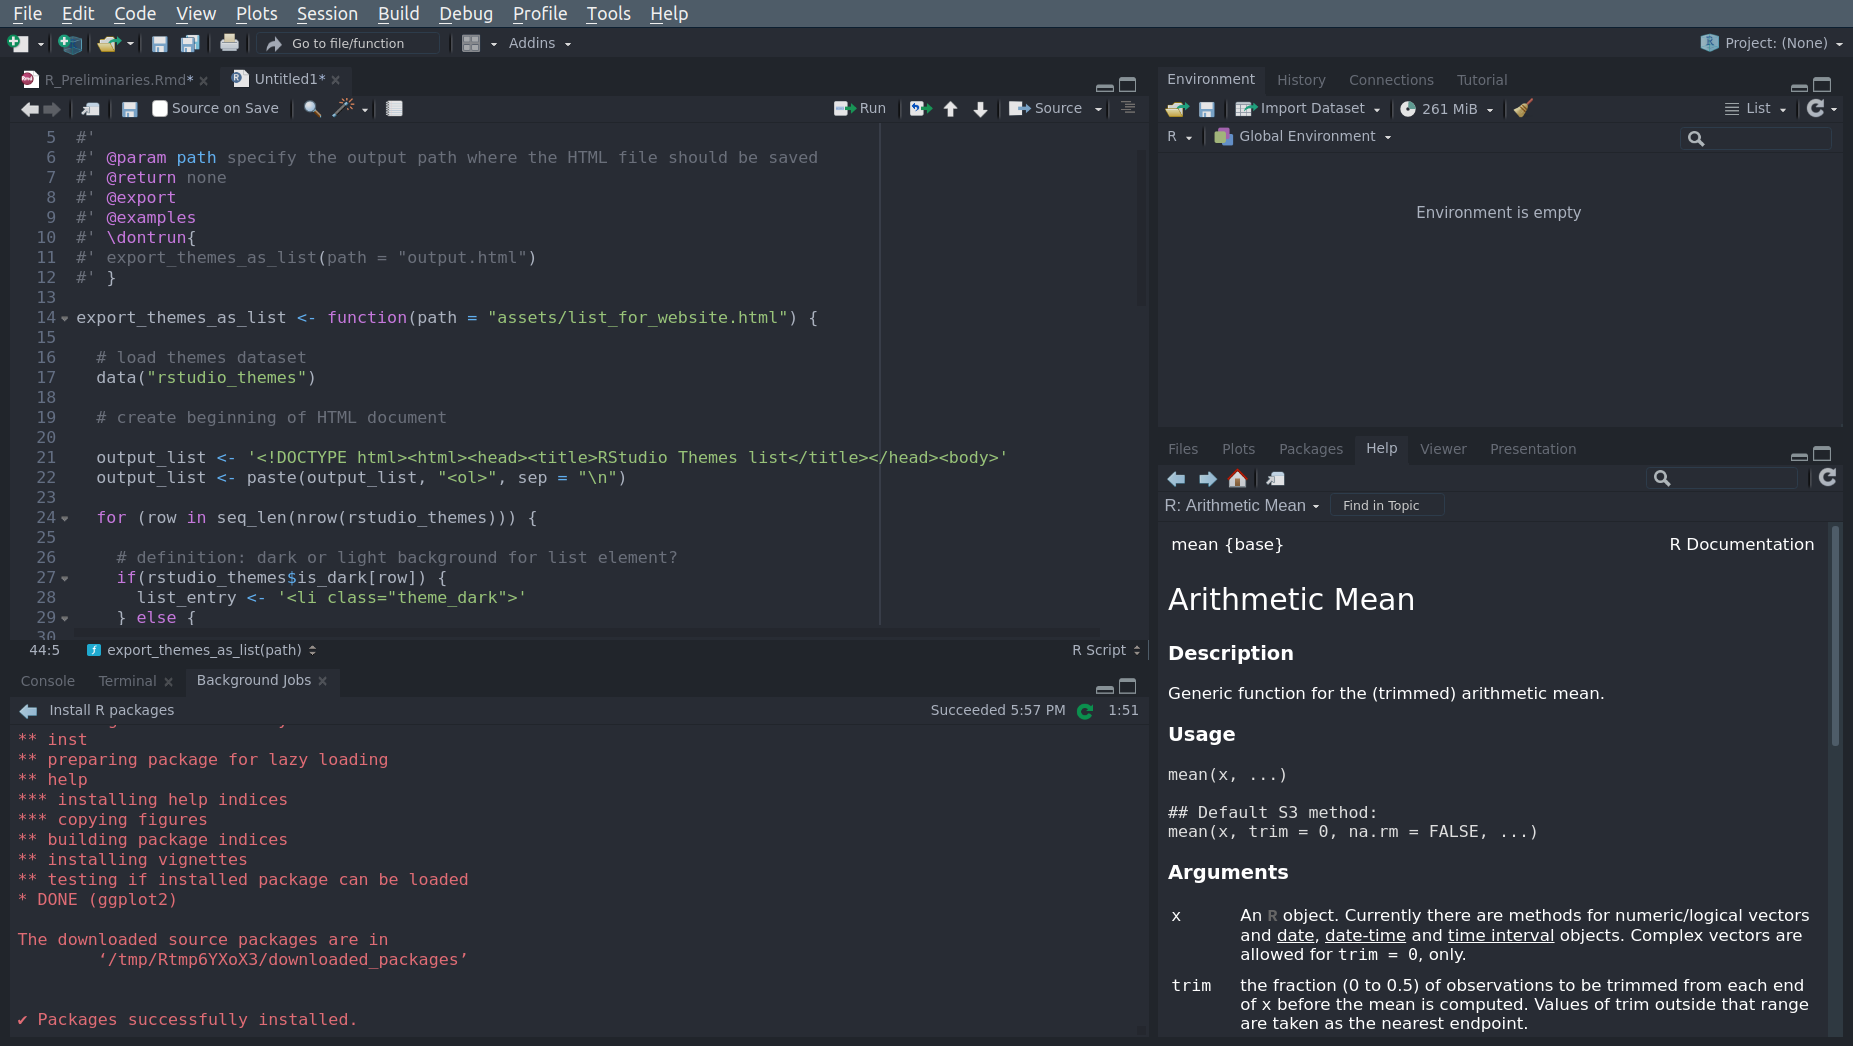 File Edit Code View Plots Session Build Debug Profile Tools Help
Go to file/function Addins Project: (None)
R_Preliminaries.Rmd* Untitled1*
Source on Save Run Source
5 #'
6 #' @param path specify the output path where the HTML file should be saved
7 #' @return none
8 #' @export
9 #' @examples
10 #' \dontrun{
11 #' export_themes_as_list(path = "output.html")
12 #' }
13
14 export_themes_as_list <- function(path = "assets/list_for_website.html") {
15
16 # load themes dataset
17 data("rstudio_themes")
18
19 # create beginning of HTML document
20
21 output_list <- '<!DOCTYPE html><html><head><title>RStudio Themes list</title></head><body>'
22 output_list <- paste(output_list, "<ol>", sep = "\n")
23
24 for (row in seq_len(nrow(rstudio_themes))) {
25
26 # definition: dark or light background for list element?
27 if(rstudio_themes$is_dark[row]) {
28 list_entry <- '<li class="theme_dark">'
29 } else {
30
44:5 export_themes_as_list(path) R Script
Console Terminal Background Jobs
Install R packages Succeeded 5:57 PM 1:51
** inst
** preparing package for lazy loading
** help
*** installing help indices
*** copying figures
** building package indices
** installing vignettes
** testing if installed package can be loaded
* DONE (ggplot2)
The downloaded source packages are in
‘/tmp/Rtmp6YXoX3/downloaded_packages’
✔ Packages successfully installed.
Environment History Connections Tutorial
Import Dataset 261 MiB List
R Global Environment
Environment is empty
Files Plots Packages Help Viewer Presentation
R: Arithmetic Mean Find in Topic
mean {base} R Documentation
Arithmetic Mean
Description
Generic function for the (trimmed) arithmetic mean.
Usage
mean(x, ...)
## Default S3 method:
mean(x, trim = 0, na.rm = FALSE, ...)
Arguments
x An R object. Currently there are methods for numeric/logical vectors
and date, date-time and time interval objects. Complex vectors are
allowed for trim = 0, only.
trim the fraction (0 to 0.5) of observations to be trimmed from each end
of x before the mean is computed. Values of trim outside that range
are taken as the nearest endpoint.